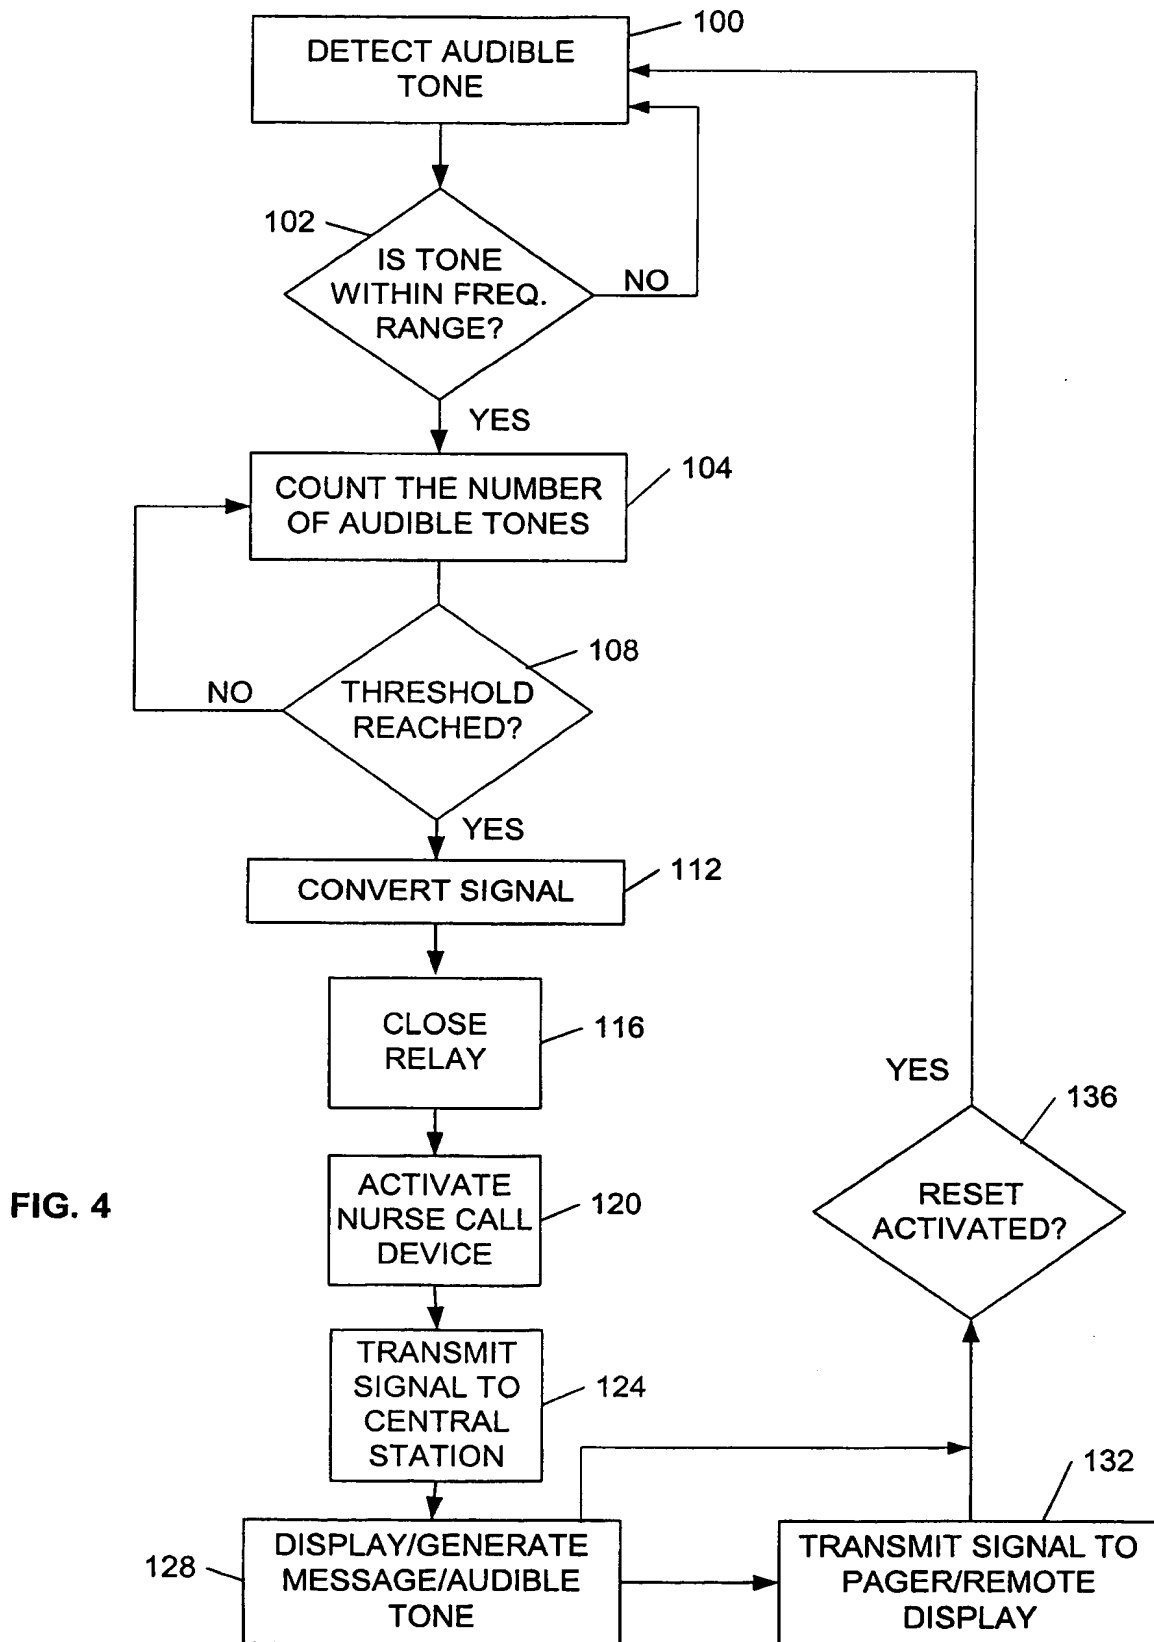 100
DETECT AUDIBLE
TONE
102
IS TONE
WITHIN FREQ.
RANGE?
NO
YES
104
COUNT THE NUMBER
OF AUDIBLE TONES
108
NO
THRESHOLD
REACHED?
YES
112
CONVERT SIGNAL
CLOSE
RELAY
116
YES
136
ACTIVATE
NURSE CALL
DEVICE
120
RESET
ACTIVATED?
FIG. 4
TRANSMIT
SIGNAL TO
CENTRAL
STATION
124
132
128
DISPLAY/GENERATE
MESSAGE/AUDIBLE
TONE
TRANSMIT SIGNAL TO
PAGER/REMOTE
DISPLAY